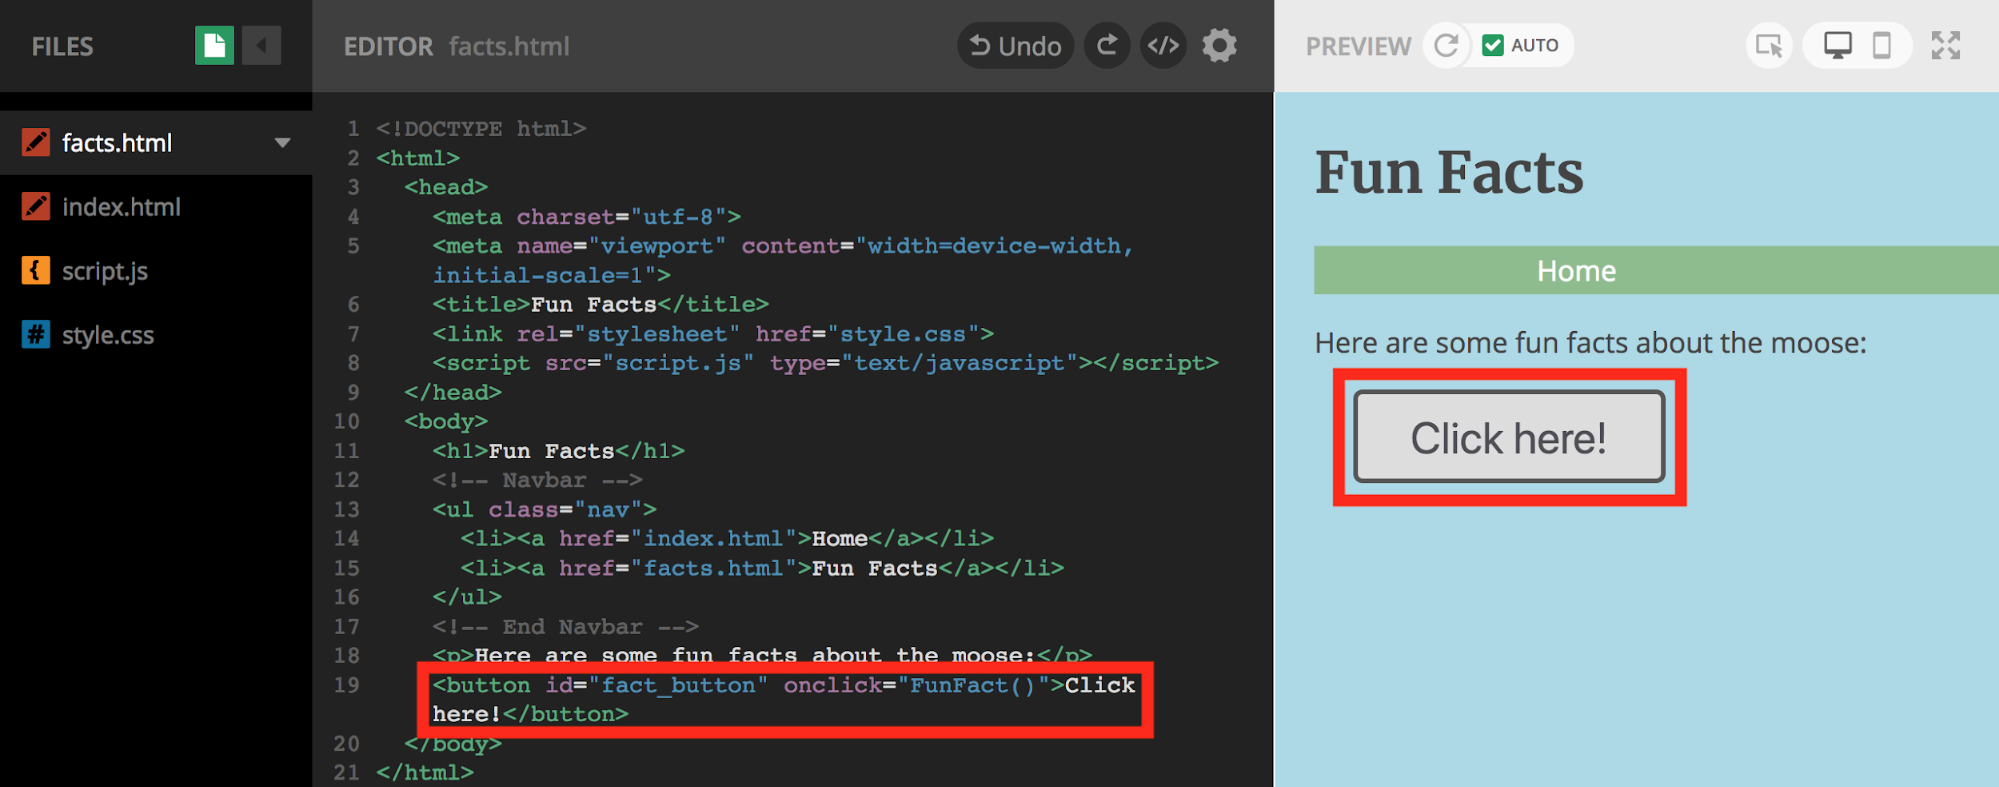 FILES
facts.html
index.html
script.js
style.css
EDITOR facts.html
Undo
</>
1 <!DOCTYPE html>
2 <html>
3 <head>
4 <meta charset="utf-8">
5 <meta name="viewport" content="width=device-width,
initial-scale=1">
6 <title>Fun Facts</title>
7 <link rel="stylesheet" href="style.css">
8 <script src="script.js" type="text/javascript"></script>
9 </head>
10 <body>
11 <h1>Fun Facts</h1>
12 <!-- Navbar -->
13 <ul class="nav">
14 <li><a href="index.html">Home</a></li>
15 <li><a href="facts.html">Fun Facts</a></li>
16 </ul>
17 <!-- End Navbar -->
18 <p>Here are some fun facts about the moose:</p>
19 <button id="fact_button" onclick="FunFact()">Click
here!</button>
20 </body>
21 </html>
PREVIEW
AUTO
Fun Facts
Home
Here are some fun facts about the moose:
Click here!